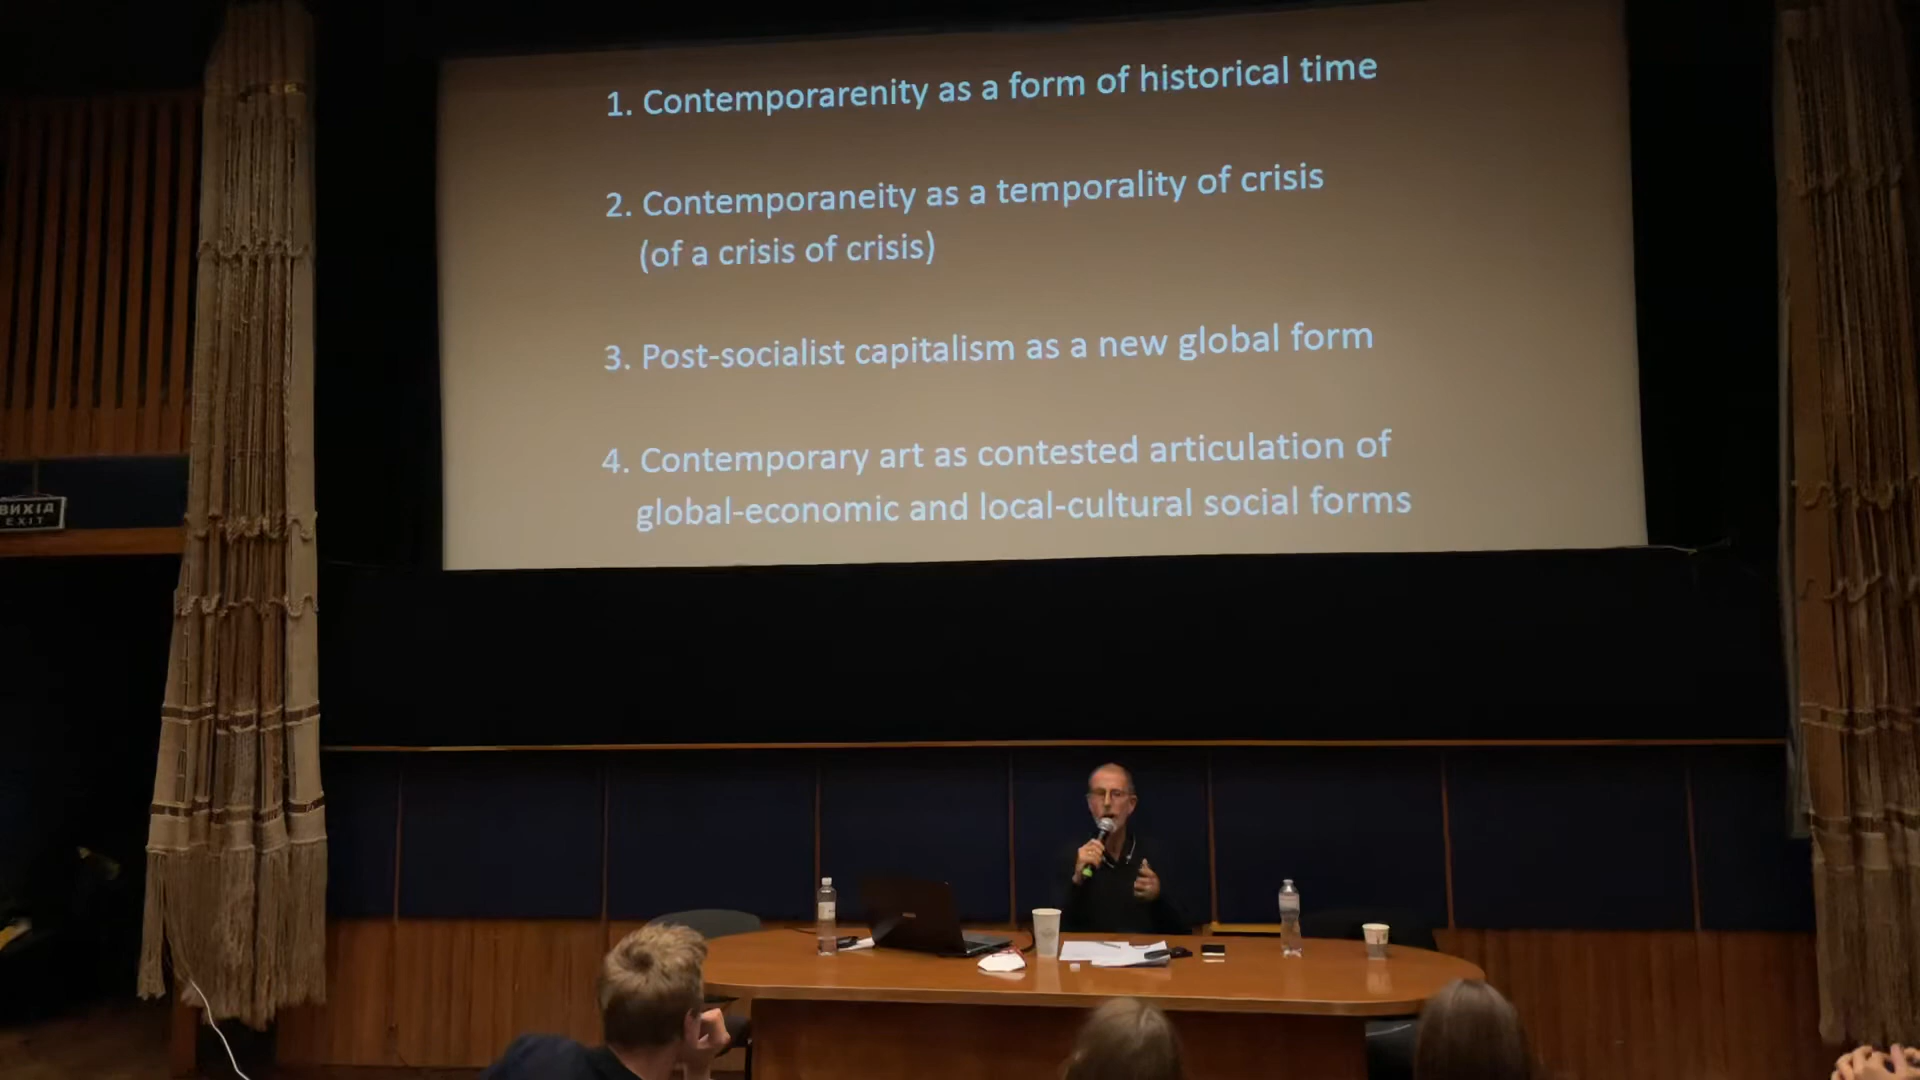 1. Contemporarenity as a form of historical time
2. Contemporaneity as a temporality of crisis
(of a crisis of crisis)
3. Post-socialist capitalism as a new global form
4. Contemporary art as contested articulation of
global-economic and local-cultural social forms
ВИХІД
EXIT